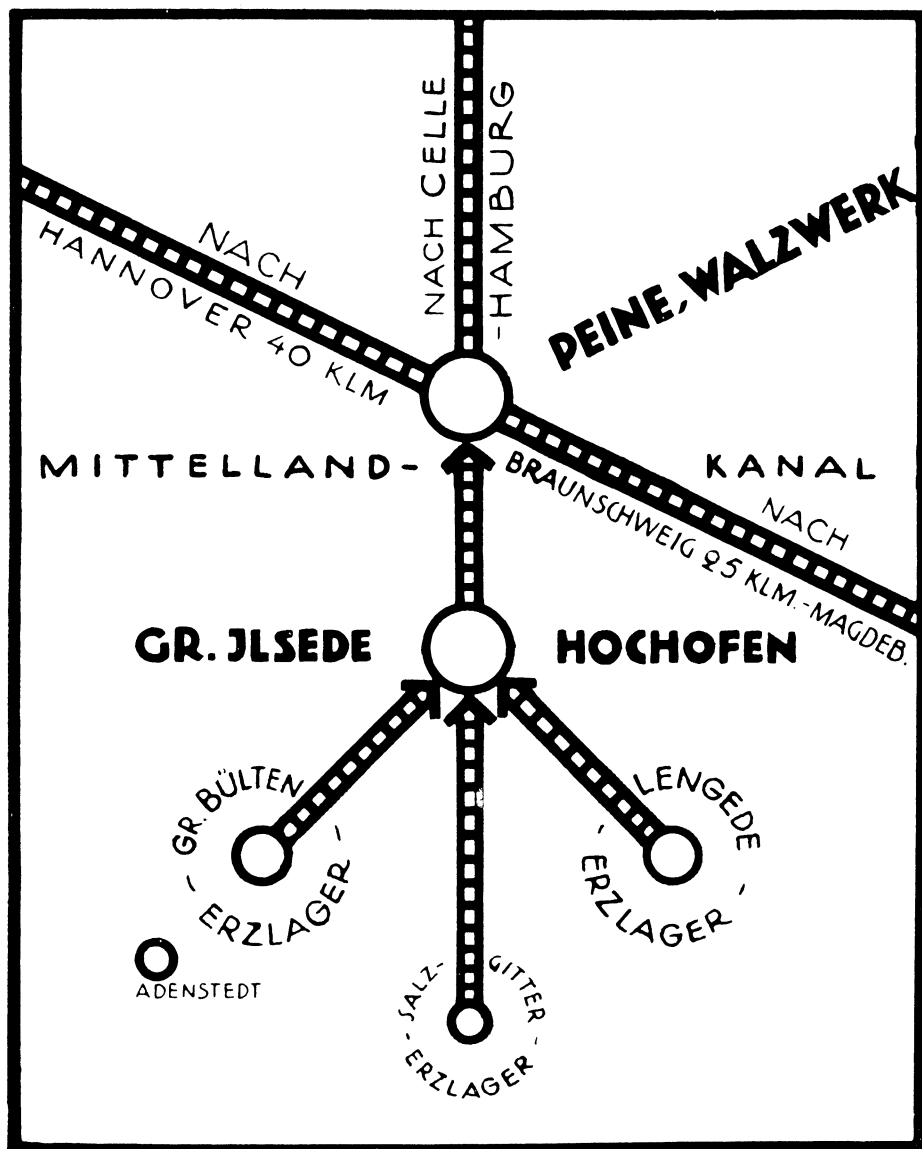 NACH CELLE
-HAMBURG
NACH
HANNOVER 40 KLM
PEINE, WALZWERK
MITTELLAND-KANAL
NACH
BRAUNSCHWEIG 25 KLM.-MAGDEB.
GR. JLSEDE HOCHOFEN
GR. BÜLTEN
- ERZLAGER -
LENGEDE
- ERZLAGER -
ADENSTEDT
SALZ-GITTER
- ERZLAGER -